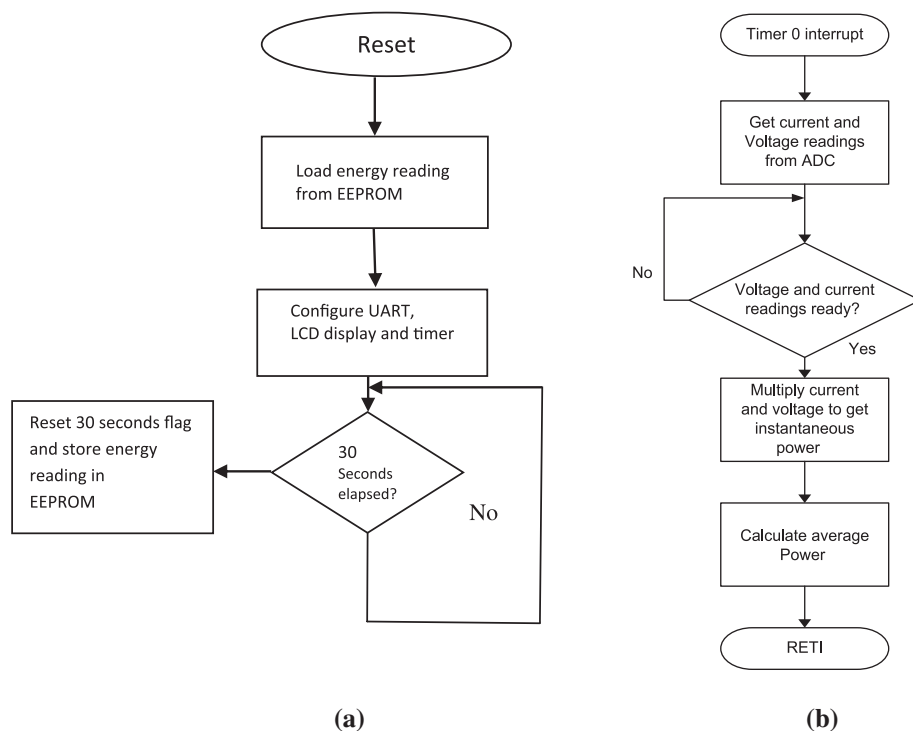 Reset
Load energy reading
from EEPROM
Configure UART,
LCD display and timer
Reset 30 seconds flag
and store energy
reading in
EEPROM
30
Seconds
elapsed?
No
(a)
Timer 0 interrupt
Get current and
Voltage readings
from ADC
No
Voltage and current
readings ready?
Yes
Multiply current
and voltage to get
instantaneous
power
Calculate average
Power
RETI
(b)